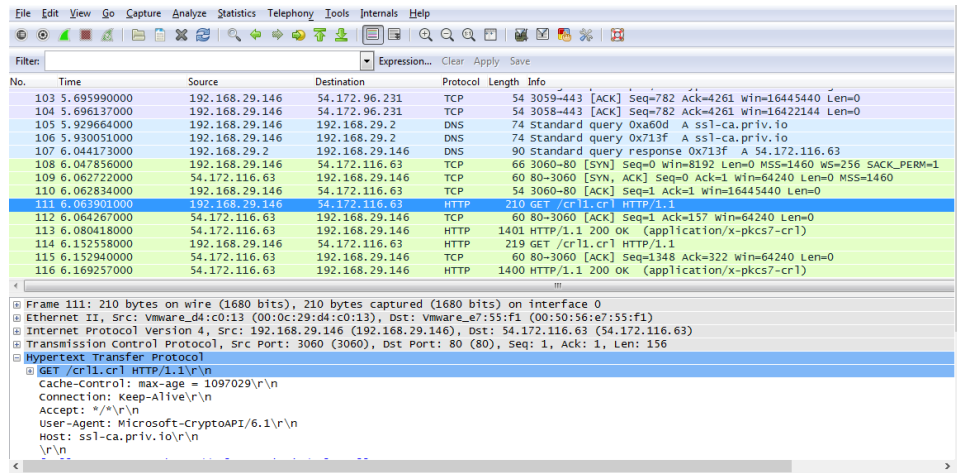 File Edit View Go Capture Analyze Statistics Telephony Tools Internals Help
Filter: Expression... Clear Apply Save
No. Time Source Destination Protocol Length Info
103 5.695990000 192.168.29.146 54.172.96.231 TCP 54 3059→443 [ACK] Seq=782 Ack=4261 Win=16445440 Len=0
104 5.696137000 192.168.29.146 54.172.96.231 TCP 54 3058→443 [ACK] Seq=782 Ack=4261 Win=16422144 Len=0
105 5.929664000 192.168.29.146 192.168.29.2 DNS 74 Standard query 0xa60d A ssl-ca.priv.io
106 5.930051000 192.168.29.146 192.168.29.2 DNS 74 Standard query 0x713f A ssl-ca.priv.io
107 6.044173000 192.168.29.2 192.168.29.146 DNS 90 Standard query response 0x713f A 54.172.116.63
108 6.047856000 192.168.29.146 54.172.116.63 TCP 66 3060→80 [SYN] Seq=0 Win=8192 Len=0 MSS=1460 WS=256 SACK_PERM=1
109 6.062722000 54.172.116.63 192.168.29.146 TCP 60 80→3060 [SYN, ACK] Seq=0 Ack=1 Win=64240 Len=0 MSS=1460
110 6.062834000 192.168.29.146 54.172.116.63 TCP 54 3060→80 [ACK] Seq=1 Ack=1 Win=16445440 Len=0
111 6.063901000 192.168.29.146 54.172.116.63 HTTP 210 GET /crl1.crl HTTP/1.1
112 6.064267000 54.172.116.63 192.168.29.146 TCP 60 80→3060 [ACK] Seq=1 Ack=157 Win=64240 Len=0
113 6.080418000 54.172.116.63 192.168.29.146 HTTP 1401 HTTP/1.1 200 OK (application/x-pkcs7-crl)
114 6.152558000 192.168.29.146 54.172.116.63 HTTP 219 GET /crl1.crl HTTP/1.1
115 6.152940000 54.172.116.63 192.168.29.146 TCP 60 80→3060 [ACK] Seq=1348 Ack=322 Win=64240 Len=0
116 6.169257000 54.172.116.63 192.168.29.146 HTTP 1400 HTTP/1.1 200 OK (application/x-pkcs7-crl)
Frame 111: 210 bytes on wire (1680 bits), 210 bytes captured (1680 bits) on interface 0
Ethernet II, Src: Vmware_d4:c0:13 (00:0c:29:d4:c0:13), Dst: Vmware_e7:55:f1 (00:50:56:e7:55:f1)
Internet Protocol Version 4, Src: 192.168.29.146 (192.168.29.146), Dst: 54.172.116.63 (54.172.116.63)
Transmission Control Protocol, Src Port: 3060 (3060), Dst Port: 80 (80), Seq: 1, Ack: 1, Len: 156
Hypertext Transfer Protocol
GET /crl1.crl HTTP/1.1\r\n
Cache-Control: max-age = 1097029\r\n
Connection: Keep-Alive\r\n
Accept: */*\r\n
User-Agent: Microsoft-CryptoAPI/6.1\r\n
Host: ssl-ca.priv.io\r\n
\r\n